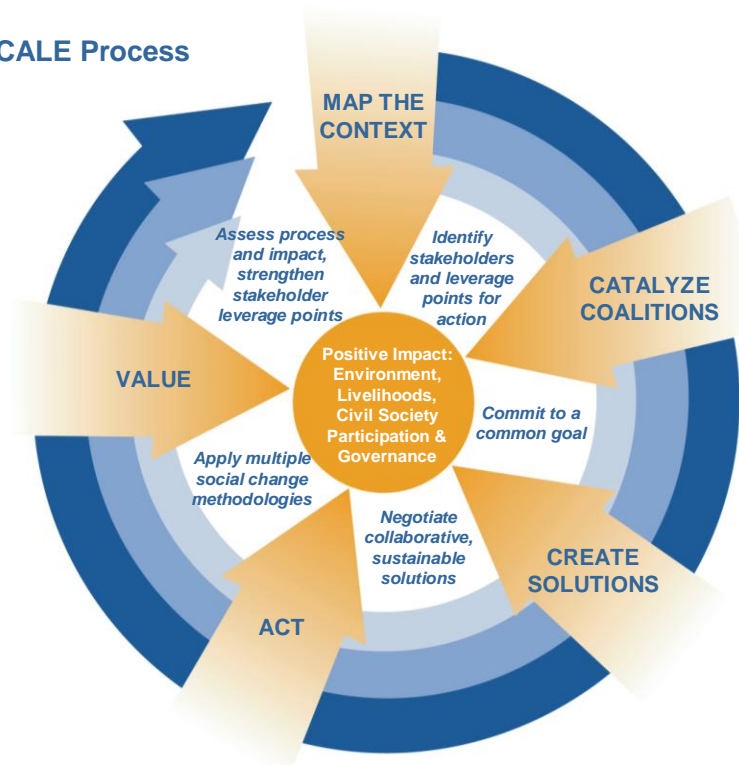 CALE Process
MAP THE
CONTEXT
Identify
stakeholders
and leverage
points for
action
CATALYZE
COALITIONS
Commit to a
common goal
CREATE
SOLUTIONS
Negotiate
collaborative,
sustainable
solutions
ACT
Apply multiple
social change
methodologies
VALUE
Assess process
and impact,
strengthen
stakeholder
leverage points
Positive Impact:
Environment,
Livelihoods,
Civil Society
Participation &
Governance